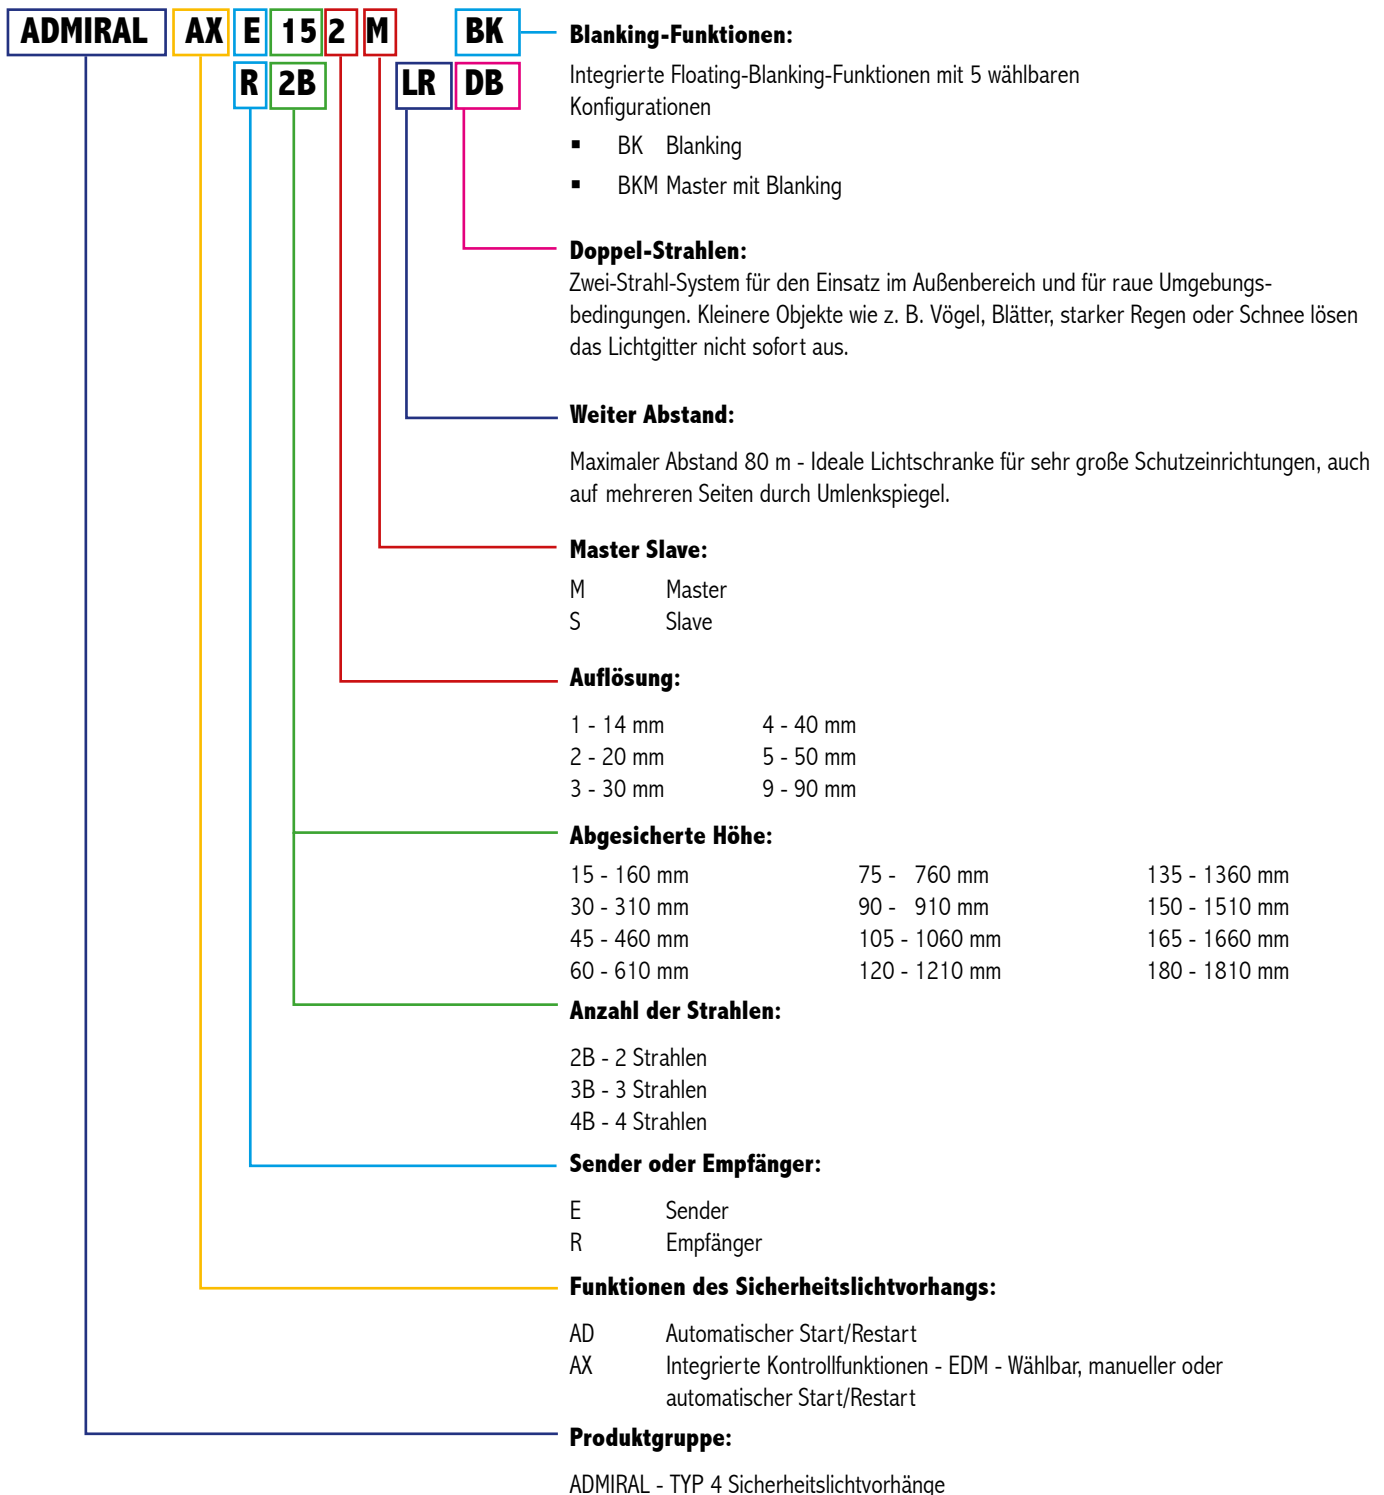 ADMIRAL AX E 15 2 M BK
R 2B LR DB
Blanking-Funktionen:
Integrierte Floating-Blanking-Funktionen mit 5 wählbaren
Konfigurationen
▪ BK Blanking
▪ BKM Master mit Blanking
Doppel-Strahlen:
Zwei-Strahl-System für den Einsatz im Außenbereich und für raue Umgebungs-
bedingungen. Kleinere Objekte wie z. B. Vögel, Blätter, starker Regen oder Schnee lösen
das Lichtgitter nicht sofort aus.
Weiter Abstand:
Maximaler Abstand 80 m - Ideale Lichtschranke für sehr große Schutzeinrichtungen, auch
auf mehreren Seiten durch Umlenkspiegel.
Master Slave:
M Master
S Slave
Auflösung:
1 - 14 mm 4 - 40 mm
2 - 20 mm 5 - 50 mm
3 - 30 mm 9 - 90 mm
Abgesicherte Höhe:
15 - 160 mm 75 - 760 mm 135 - 1360 mm
30 - 310 mm 90 - 910 mm 150 - 1510 mm
45 - 460 mm 105 - 1060 mm 165 - 1660 mm
60 - 610 mm 120 - 1210 mm 180 - 1810 mm
Anzahl der Strahlen:
2B - 2 Strahlen
3B - 3 Strahlen
4B - 4 Strahlen
Sender oder Empfänger:
E Sender
R Empfänger
Funktionen des Sicherheitslichtvorhangs:
AD Automatischer Start/Restart
AX Integrierte Kontrollfunktionen - EDM - Wählbar, manueller oder
automatischer Start/Restart
Produktgruppe:
ADMIRAL - TYP 4 Sicherheitslichtvorhänge